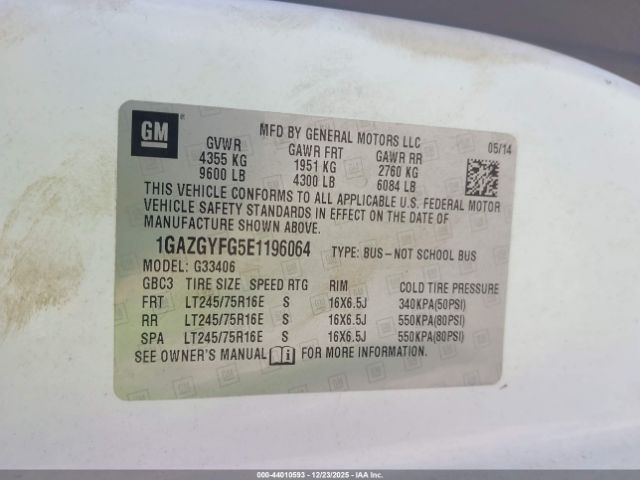 GM
MFD BY GENERAL MOTORS LLC 05/14
GVWR GAWR FRT GAWR RR
4355 KG 1951 KG 2760 KG
9600 LB 4300 LB 6084 LB
THIS VEHICLE CONFORMS TO ALL APPLICABLE U.S. FEDERAL MOTOR
VEHICLE SAFETY STANDARDS IN EFFECT ON THE DATE OF
MANUFACTURE SHOWN ABOVE.
1GAZGYFG5E1196064 TYPE: BUS-NOT SCHOOL BUS
MODEL: G33406
GBC3 TIRE SIZE SPEED RTG RIM COLD TIRE PRESSURE
FRT LT245/75R16E S 16X6.5J 340KPA(50PSI)
RR LT245/75R16E S 16X6.5J 550KPA(80PSI)
SPA LT245/75R16E S 16X6.5J 550KPA(80PSI)
SEE OWNER'S MANUAL FOR MORE INFORMATION.
000-44010593 - 12/23/2025 - IAAI, Inc.